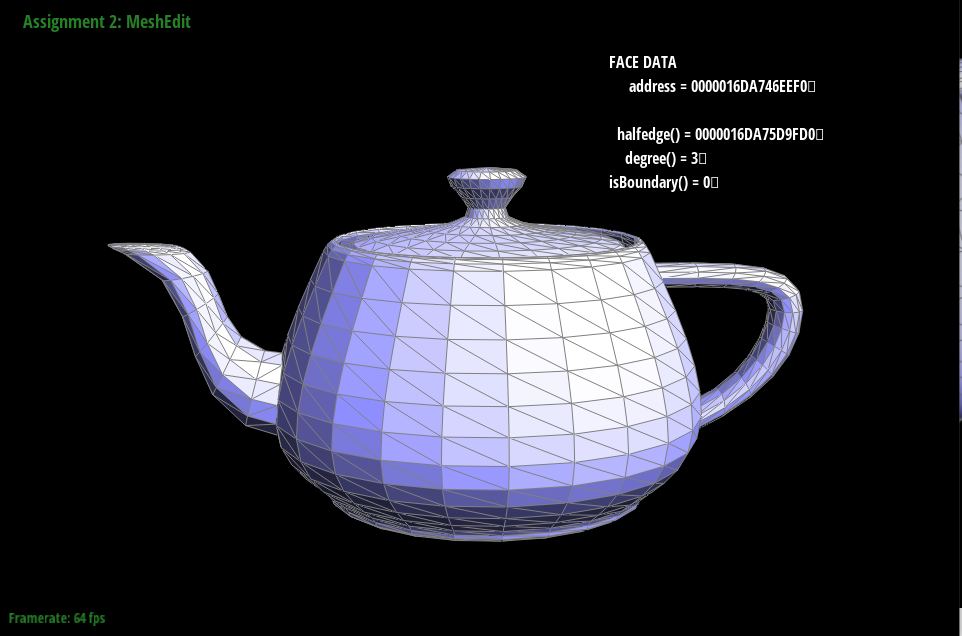 Assignment 2: MeshEdit
FACE DATA
address = 0000016DA746EEF0
halfedge() = 0000016DA75D9FD0
degree() = 3
isBoundary() = 0
Framerate: 64 fps